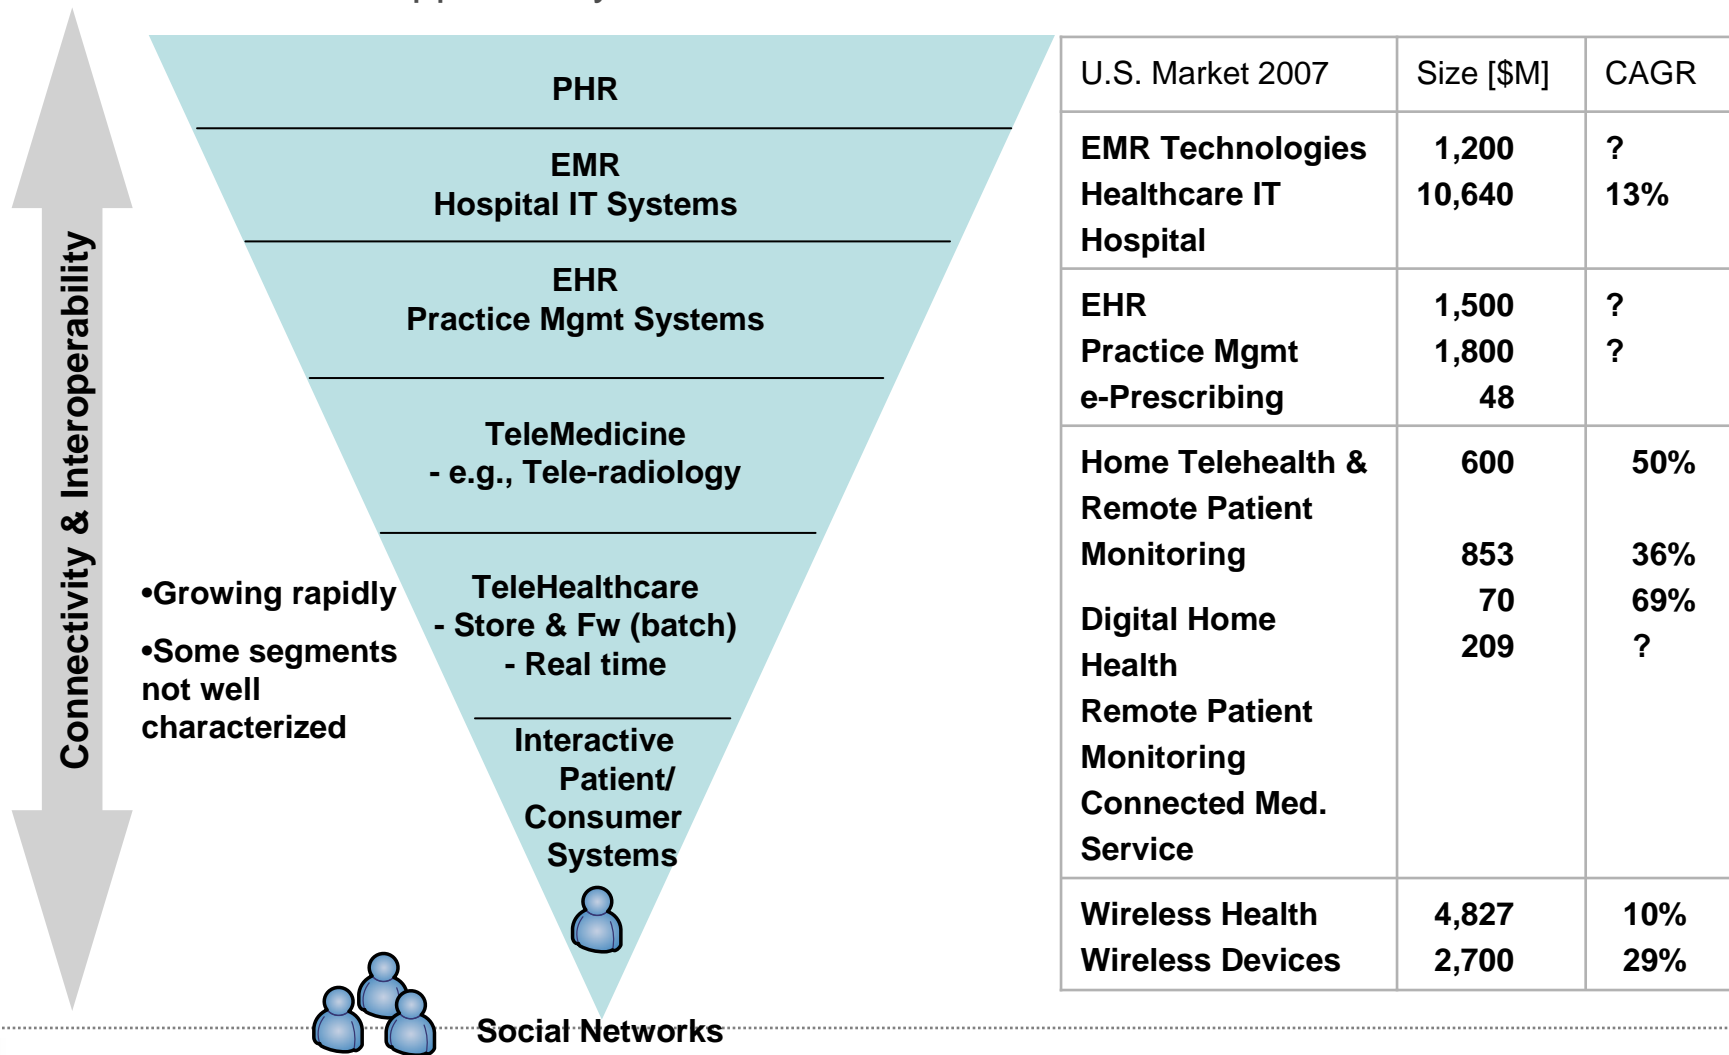 PHR
EMR
Hospital IT Systems
EHR
Practice Mgmt Systems
TeleMedicine
- e.g., Tele-radiology
TeleHealthcare
- Store & Fw (batch)
- Real time
Interactive
Patient/
Consumer
Systems
Social Networks
Connectivity & Interoperability
•Growing rapidly
•Some segments
not well
characterized
U.S. Market 2007 Size [$M] CAGR
EMR Technologies 1,200 ?
Healthcare IT 10,640 13%
Hospital
EHR 1,500 ?
Practice Mgmt 1,800 ?
e-Prescribing 48
Home Telehealth & 600 50%
Remote Patient
Monitoring 853 36%
70 69%
Digital Home
209 ?
Health
Remote Patient
Monitoring
Connected Med.
Service
Wireless Health 4,827 10%
Wireless Devices 2,700 29%